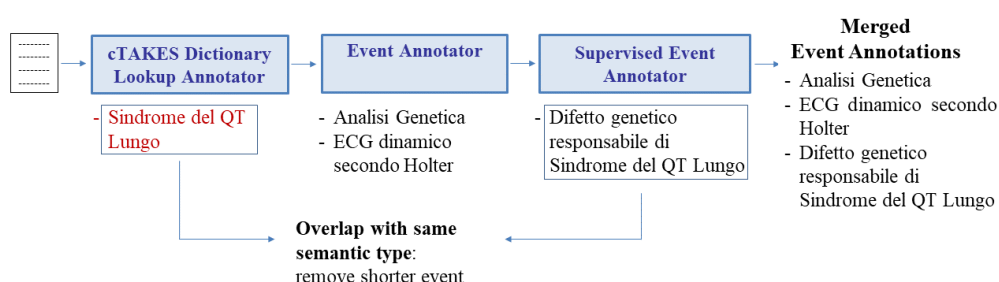 cTAKES Dictionary
Lookup Annotator
- Sindrome del QT
Lungo
Event Annotator
- Analisi Genetica
- ECG dinamico
secondo Holter
Supervised Event
Annotator
- Difetto genetico
responsabile di
Sindrome del QT Lungo
Merged
Event Annotations
- Analisi Genetica
- ECG dinamico secondo
Holter
- Difetto genetico
responsabile di
Sindrome del QT Lungo
Overlap with same
semantic type:
remove shorter event